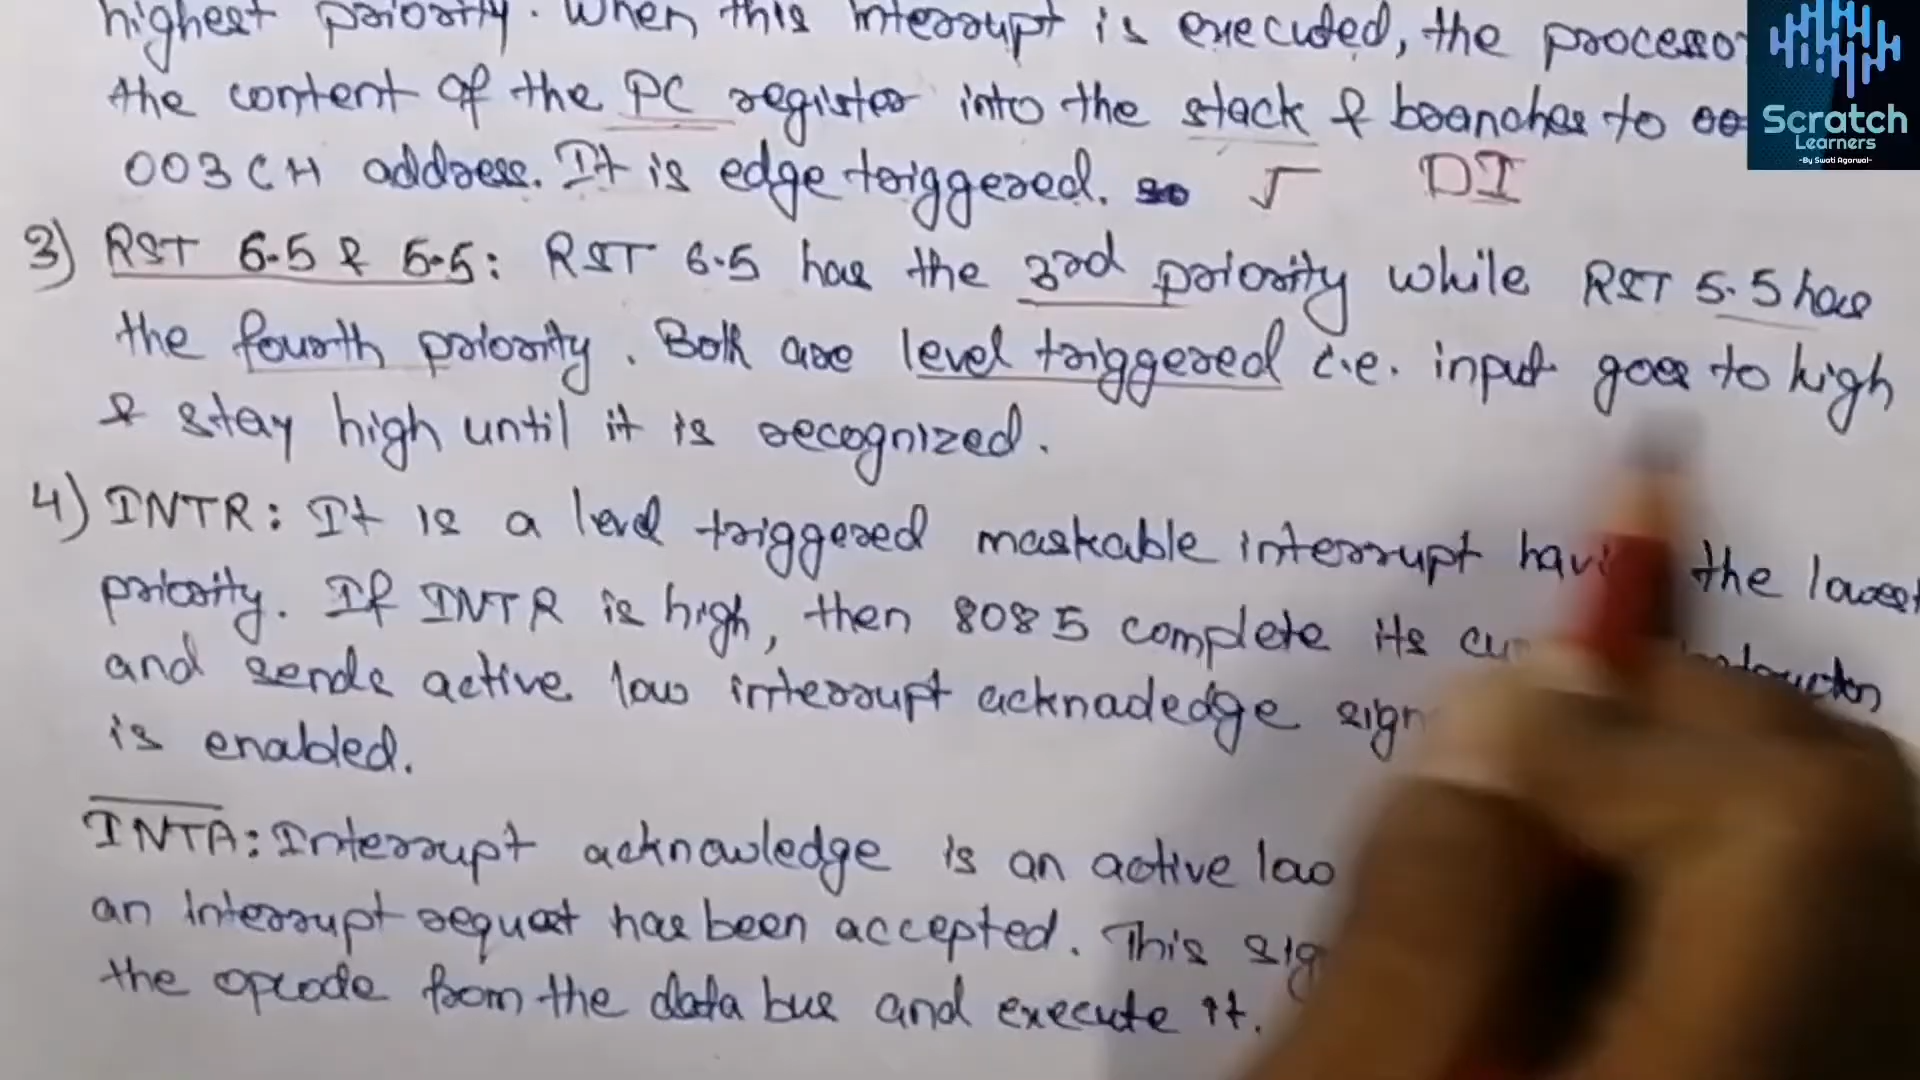 highest priority. When this interrupt is executed, the processor
the content of the PC register into the stack & branches to
003CH address. It is edge triggered.
DI
3) RST 6.5 & 5.5: RST 6.5 has the 3rd priority while RST 5.5 has
the fourth priority. Both are level triggered i.e. input goes to high
& stay high until it is recognized.
4) INTR: It is a level triggered maskable interrupt the lowest
priority. If INTR is high, then 8085 complete its
and sends active low interrupt acknadedge
is enabled.
INTA: Interrupt acknowledge is an active low
an interrupt request has been accepted. This
the opcode from the data bus and execute it.
Scratch
Learners
-By Swati Agarwal-